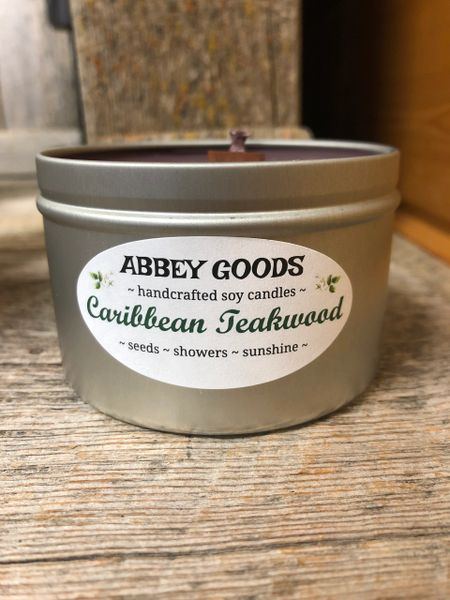 ABBEY GOODS
~ handcrafted soy candles ~
Caribbean Teakwood
~ seeds ~ showers ~ sunshine ~